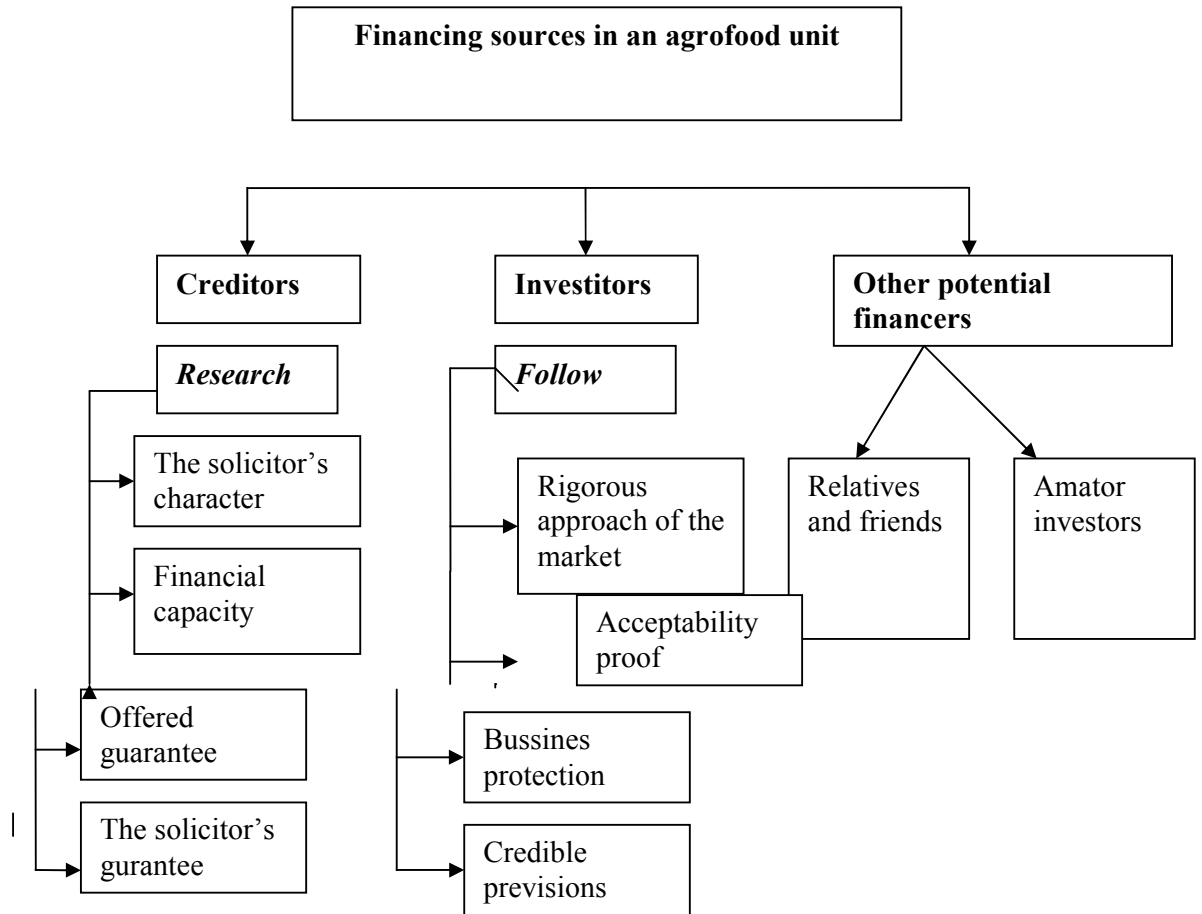 Financing sources in an agrofood unit
Creditors
Investitors
Other potential
financers
Research
Follow
The solicitor’s
character
Financial
capacity
Offered
guarantee
The solicitor’s
gurantee
Rigorous
approach of the
market
Acceptability
proof
Bussines
protection
Credible
previsions
Relatives
and friends
Amator
investors